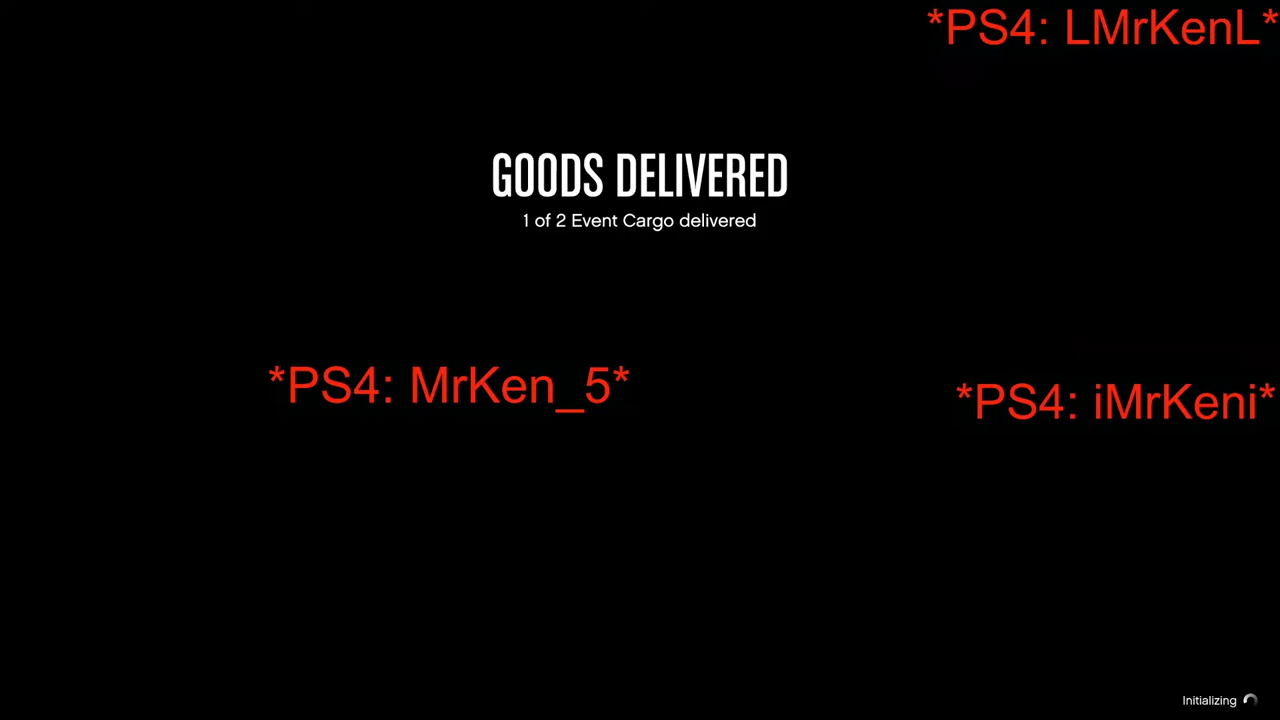 *PS4: LMrKenL*
GOODS DELIVERED
1 of 2 Event Cargo delivered
*PS4: MrKen_5*
*PS4: iMrKeni*
Initializing